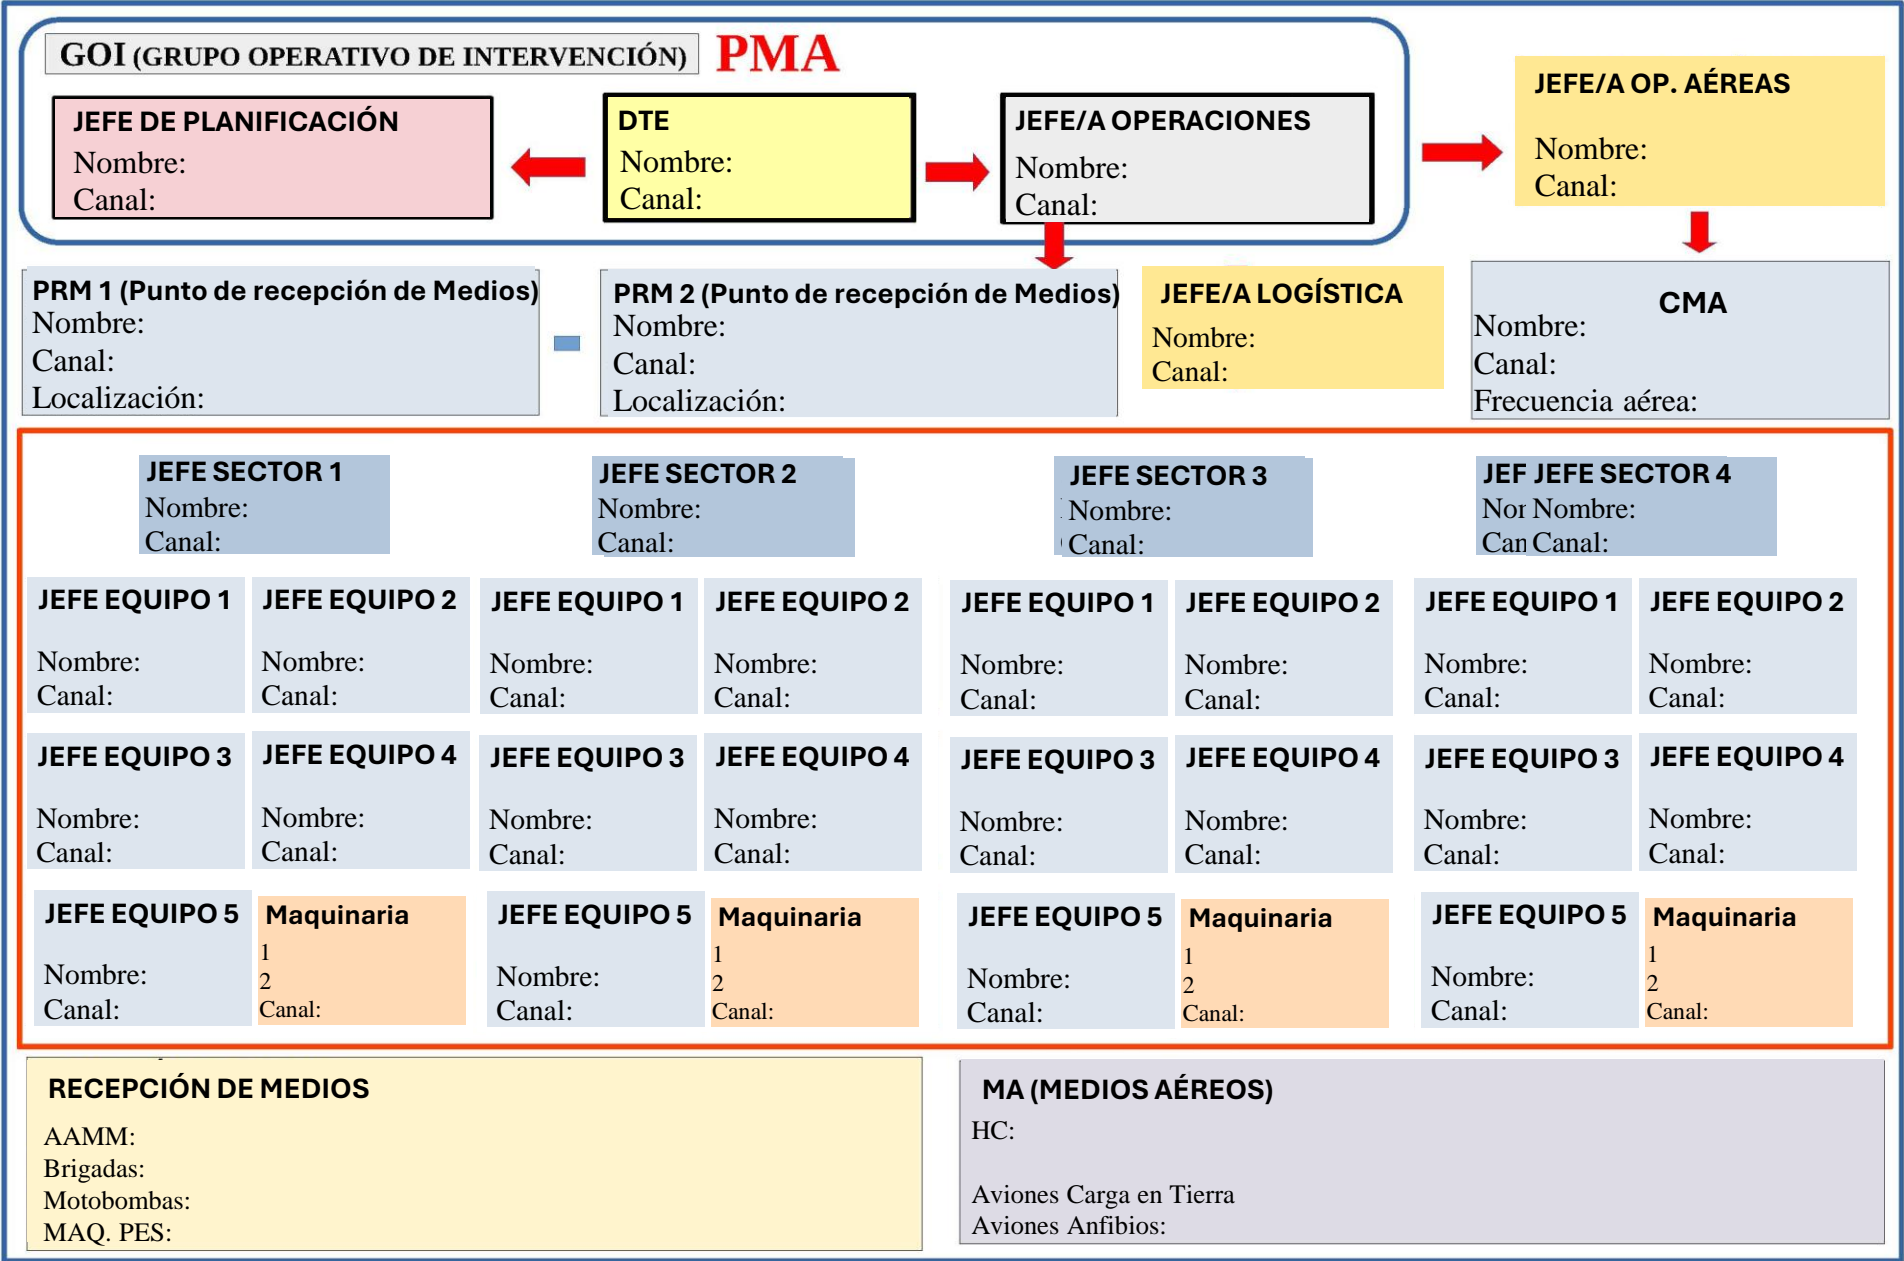 GOI (GRUPO OPERATIVO DE INTERVENCIÓN) PMA
JEFE DE PLANIFICACIÓN
Nombre:
Canal:
DTE
Nombre:
Canal:
JEFE/A OPERACIONES
Nombre:
Canal:
JEFE/A OP. AÉREAS
Nombre:
Canal:
PRM 1 (Punto de recepción de Medios)
Nombre:
Canal:
Localización:
PRM 2 (Punto de recepción de Medios)
Nombre:
Canal:
Localización:
JEFE/A LOGÍSTICA
Nombre:
Canal:
CMA
Nombre:
Canal:
Frecuencia aérea:
JEFE SECTOR 1
Nombre:
Canal:
JEFE EQUIPO 1
Nombre:
Canal:
JEFE EQUIPO 2
Nombre:
Canal:
JEFE EQUIPO 3
Nombre:
Canal:
JEFE EQUIPO 4
Nombre:
Canal:
JEFE EQUIPO 5
Nombre:
Canal:
Maquinaria
1
2
Canal:
JEFE SECTOR 2
Nombre:
Canal:
JEFE EQUIPO 1
Nombre:
Canal:
JEFE EQUIPO 2
Nombre:
Canal:
JEFE EQUIPO 3
Nombre:
Canal:
JEFE EQUIPO 4
Nombre:
Canal:
JEFE EQUIPO 5
Nombre:
Canal:
Maquinaria
1
2
Canal:
JEFE SECTOR 3
Nombre:
Canal:
JEFE EQUIPO 1
Nombre:
Canal:
JEFE EQUIPO 2
Nombre:
Canal:
JEFE EQUIPO 3
Nombre:
Canal:
JEFE EQUIPO 4
Nombre:
Canal:
JEFE EQUIPO 5
Nombre:
Canal:
Maquinaria
1
2
Canal:
JEF JEFE SECTOR 4
Nor Nombre:
Can Canal:
JEFE EQUIPO 1
Nombre:
Canal:
JEFE EQUIPO 2
Nombre:
Canal:
JEFE EQUIPO 3
Nombre:
Canal:
JEFE EQUIPO 4
Nombre:
Canal:
JEFE EQUIPO 5
Nombre:
Canal:
Maquinaria
1
2
Canal:
RECEPCIÓN DE MEDIOS
AAMM:
Brigadas:
Motobombas:
MAQ. PES:
MA (MEDIOS AÉREOS)
HC:
Aviones Carga en Tierra
Aviones Anfibios: